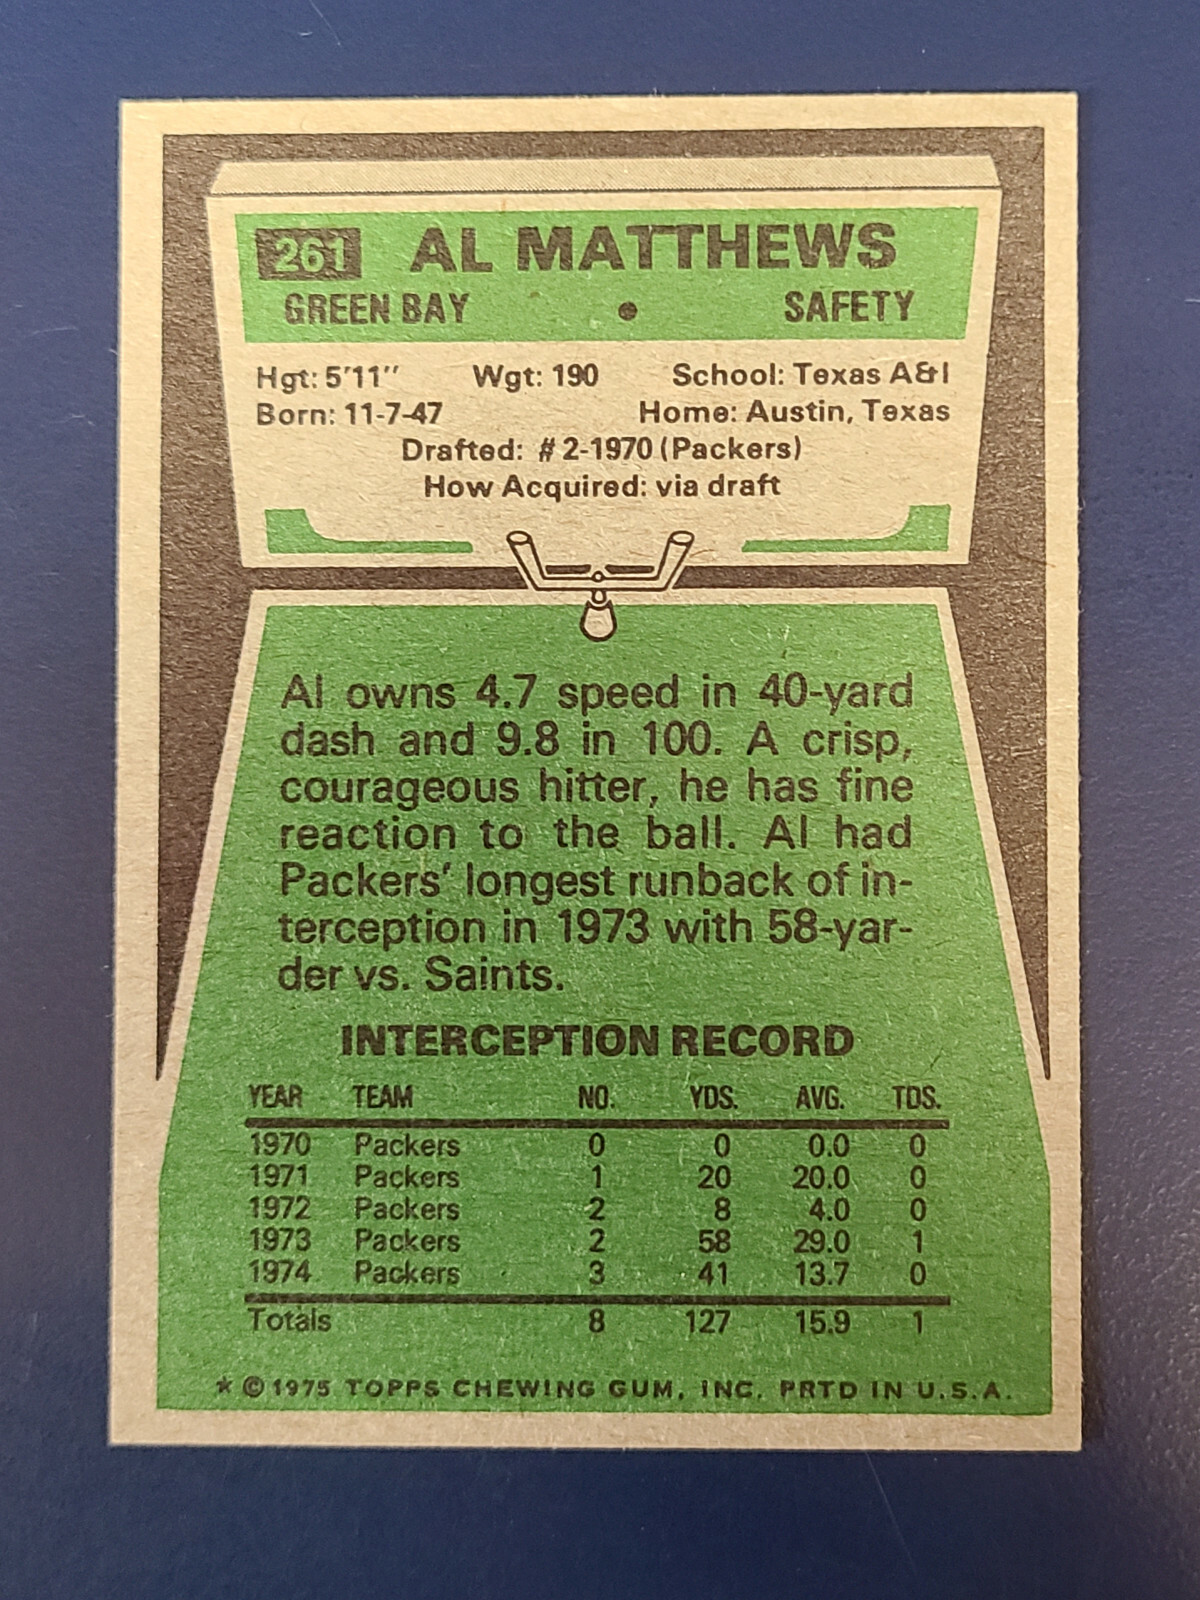 261 AL MATTHEWS
GREEN BAY • SAFETY
Hgt: 5'11" Wgt: 190 School: Texas A&I
Born: 11-7-47 Home: Austin, Texas
Drafted: #2-1970 (Packers)
How Acquired: via draft
Al owns 4.7 speed in 40-yard
dash and 9.8 in 100. A crisp,
courageous hitter, he has fine
reaction to the ball. Al had
Packers' longest runback of in-
terception in 1973 with 58-yar-
der vs. Saints.
INTERCEPTION RECORD
YEAR TEAM NO. YDS. AVG. TDS.
1970 Packers 0 0 0.0 0
1971 Packers 1 20 20.0 0
1972 Packers 2 8 4.0 0
1973 Packers 2 58 29.0 1
1974 Packers 3 41 13.7 0
Totals 8 127 15.9 1
* © 1975 TOPPS CHEWING GUM, INC. PRTD IN U.S.A.